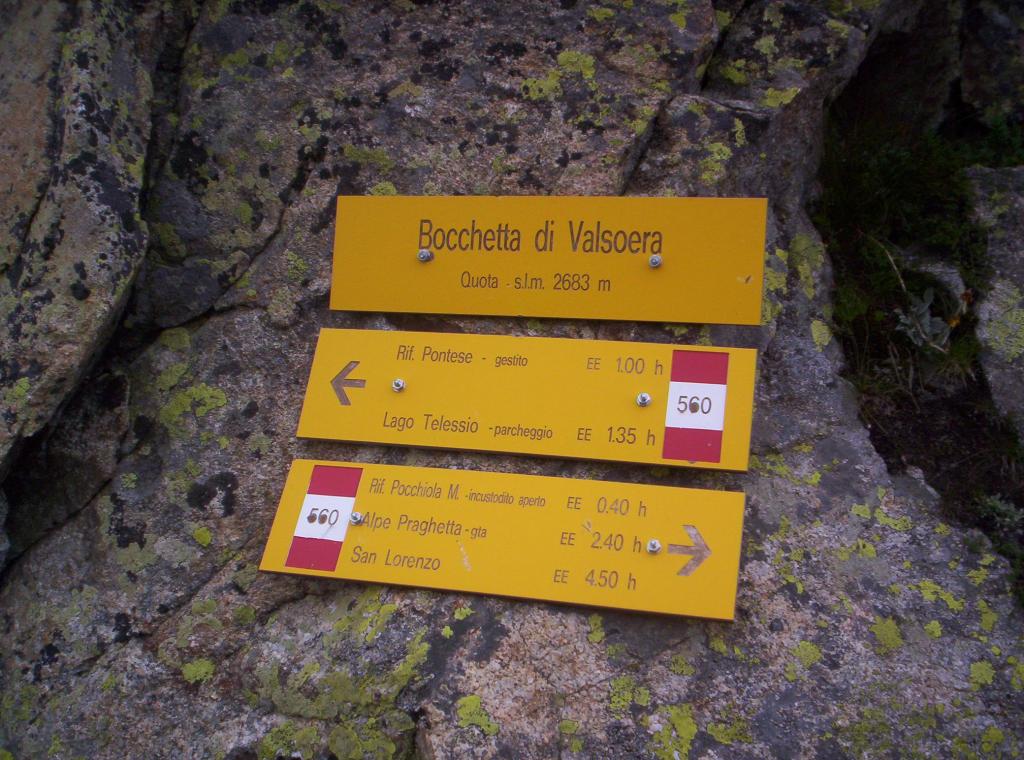 Bocchetta di Valsoera
Quota - s.l.m. 2683 m
Rif. Pontese - gestito EE 1.00 h
560
Lago Telessio - parcheggio EE 1.35 h
Rif. Pocchiola M. - incustodito aperto EE 0.40 h
560
Alpe Praghetta - gta EE 2.40 h
San Lorenzo EE 4.50 h